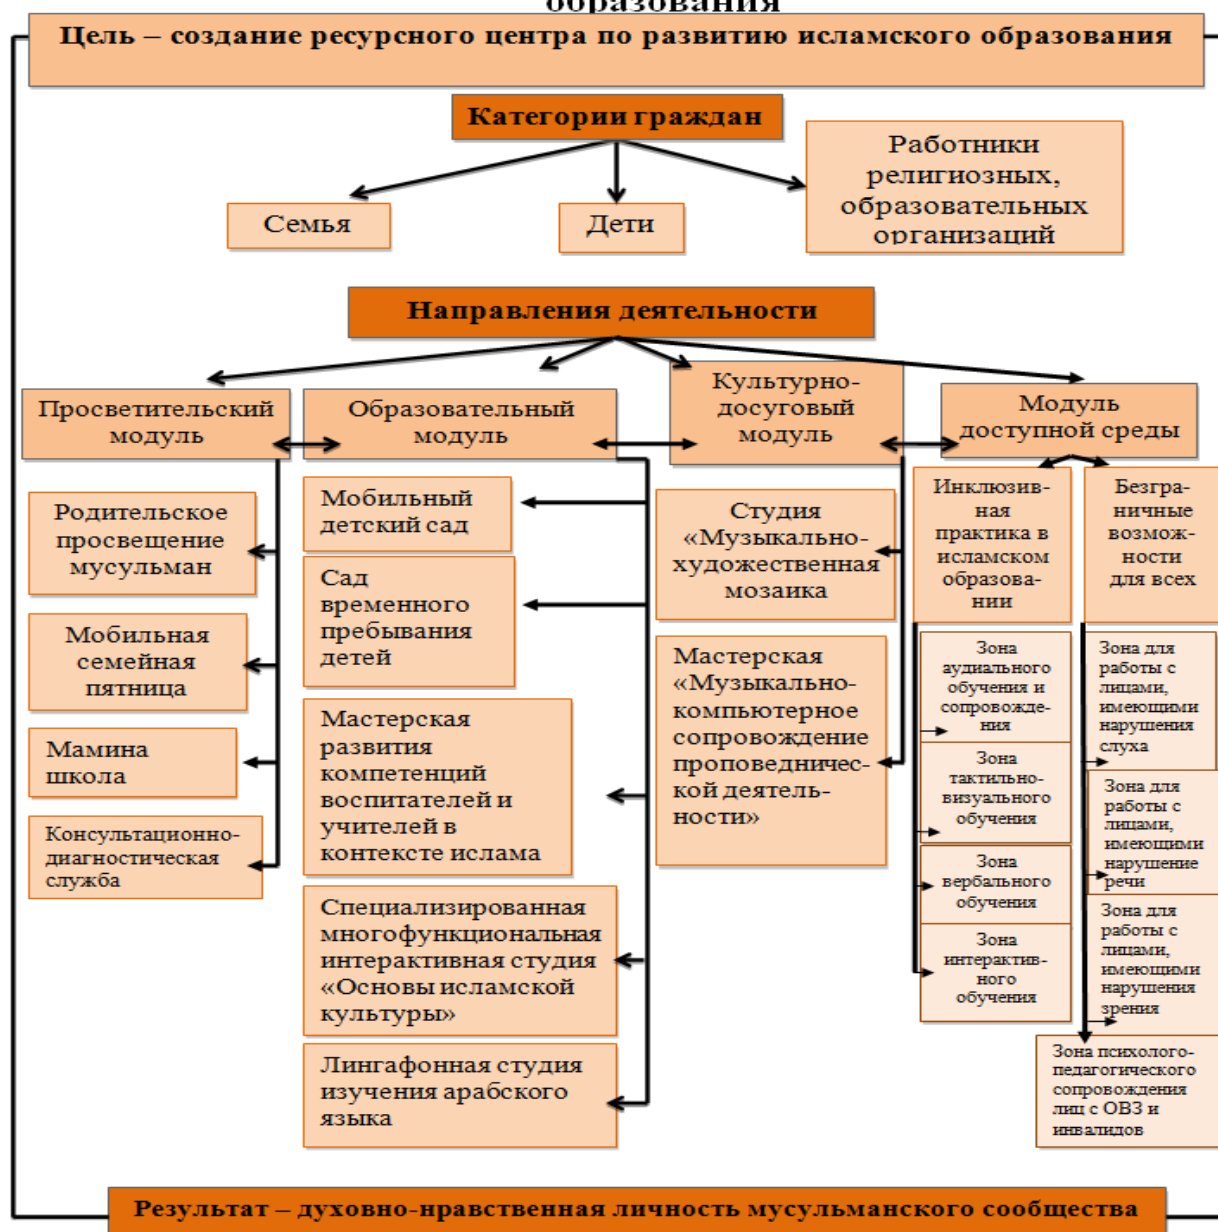 образования
Цель – создание ресурсного центра по развитию исламского образования
Категории граждан
Семья
Дети
Работники
религиозных,
образовательных
организаций
Направления деятельности
Просветительский
модуль
Образовательный
модуль
Культурно-
досуговый
модуль
Модуль
доступной среды
Родительское
просвещение
мусульман
Мобильная
семейная
пятница
Мамина
школа
Консультационно-
диагностическая
служба
Мобильный
детский сад
Сад
временного
пребывания
детей
Мастерская
развития
компетенций
воспитателей и
учителей в
контексте ислама
Специализированная
многофункциональная
интерактивная студия
«Основы исламской
культуры»
Лингафонная студия
изучения арабского
языка
Студия
«Музыкально-
художественная
мозаика
Мастерская
«Музыкально-
компьютерное
сопровождение
проповедничес-
кой деятель-
ности»
Инклюзив-
ная
практика в
исламском
образова-
нии
Зона
аудиального
обучения и
сопровожде-
ния
Зона
тактильно-
визуального
обучения
Зона
вербального
обучения
Зона
интерактив-
ного
обучения
Безгра-
ничные
возмож-
ности
для всех
Зона для
работы с
лицами,
имеющими
нарушения
слуха
Зона для
работы с
лицами,
имеющими
нарушение
речи
Зона для
работы с
лицами,
имеющими
нарушения
зрения
Зона психолого-
педагогического
сопровождения
лиц с ОВЗ и
инвалидов
Результат – духовно-нравственная личность мусульманского сообщества